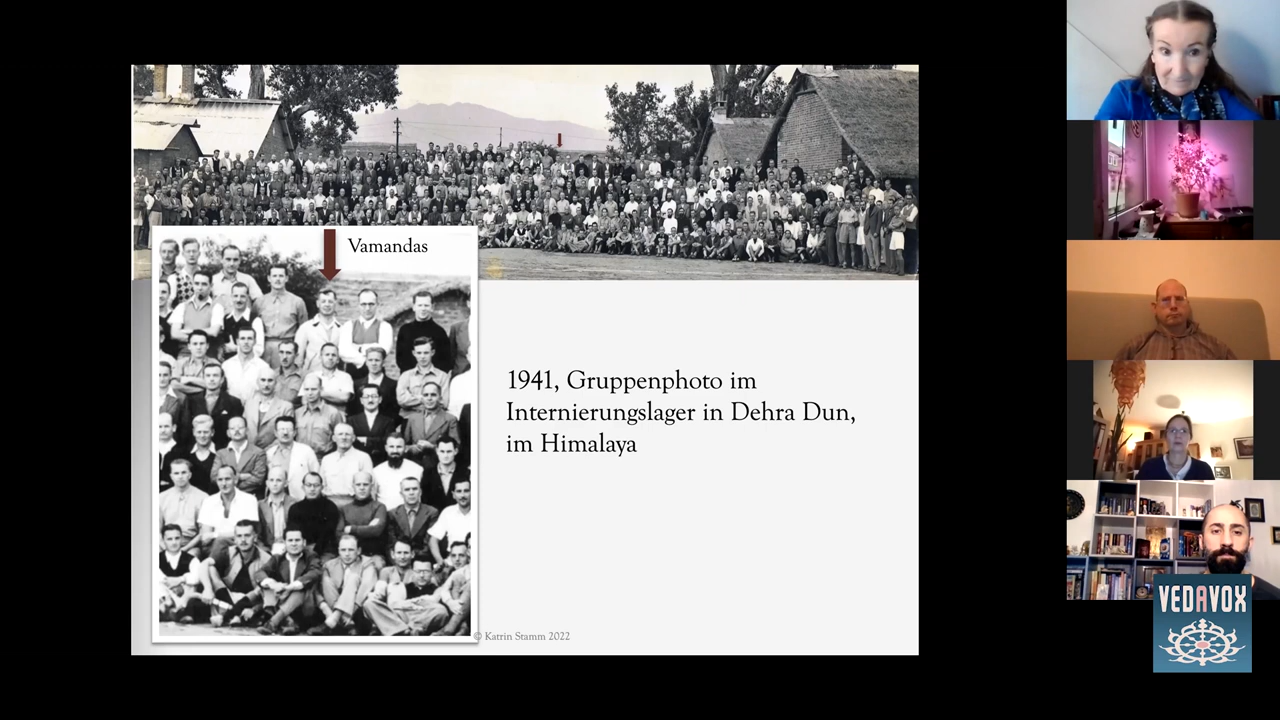 Vamandas
1941, Gruppenphoto im
Internierungslager in Dehra Dun,
im Himalaya
© Katrin Stamm 2022
VEDAVOX